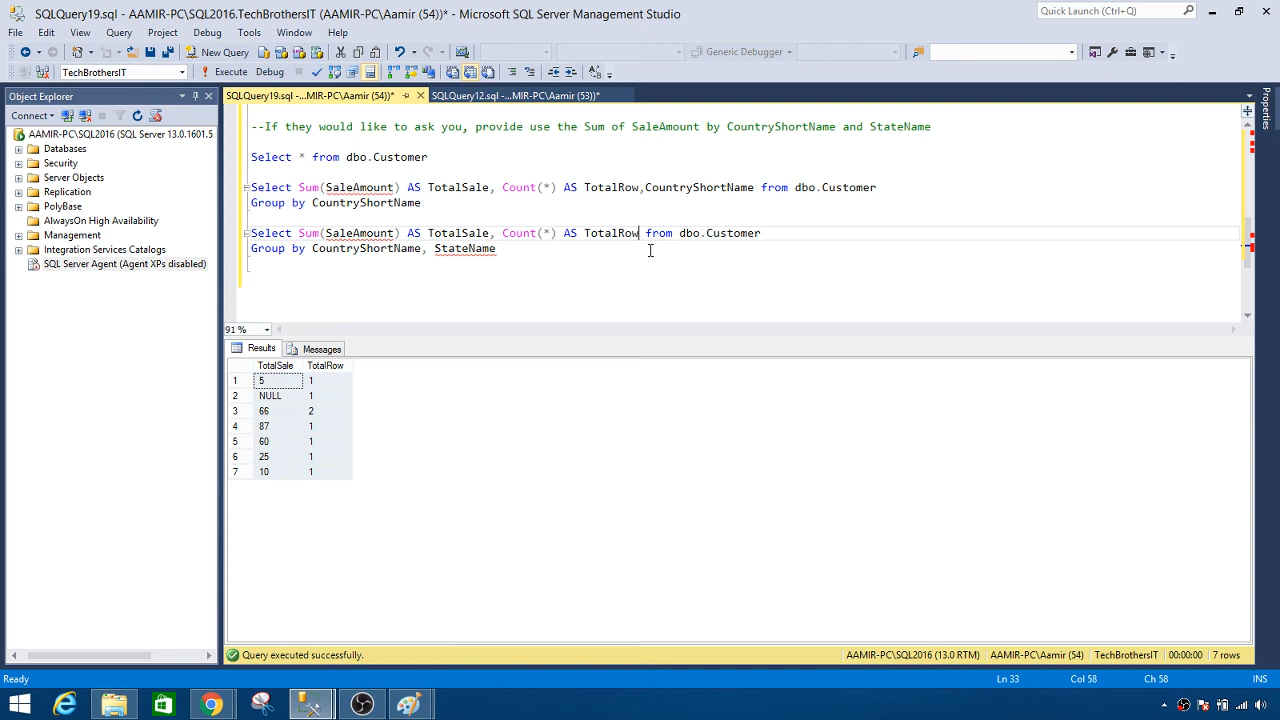 SQLQuery19.sql - AAMIR-PC\SQL2016.TechBrothersIT (AAMIR-PC\Aamir (54))* - Microsoft SQL Server Management Studio
Quick Launch (Ctrl+Q)
File Edit View Query Project Debug Tools Window Help
New Query
Generic Debugger
TechBrothersIT
Execute Debug
Object Explorer
SQLQuery19.sql -...MIR-PC\Aamir (54))*
SQLQuery12.sql -...MIR-PC\Aamir (53))*
Properties
Connect
AAMIR-PC\SQL2016 (SQL Server 13.0.1601.5
Databases
Security
Server Objects
Replication
PolyBase
AlwaysOn High Availability
Management
Integration Services Catalogs
SQL Server Agent (Agent XPs disabled)
--If they would like to ask you, provide use the Sum of SaleAmount by CountryShortName and StateName
Select * from dbo.Customer
Select Sum(SaleAmount) AS TotalSale, Count(*) AS TotalRow,CountryShortName from dbo.Customer
Group by CountryShortName
Select Sum(SaleAmount) AS TotalSale, Count(*) AS TotalRow from dbo.Customer
Group by CountryShortName, StateName
91 %
Results Messages
TotalSale TotalRow
1 5 1
2 NULL 1
3 66 2
4 87 1
5 60 1
6 25 1
7 10 1
Query executed successfully.
AAMIR-PC\SQL2016 (13.0 RTM) AAMIR-PC\Aamir (54) TechBrothersIT 00:00:00 7 rows
Ready
Ln 33 Col 58 Ch 58 INS